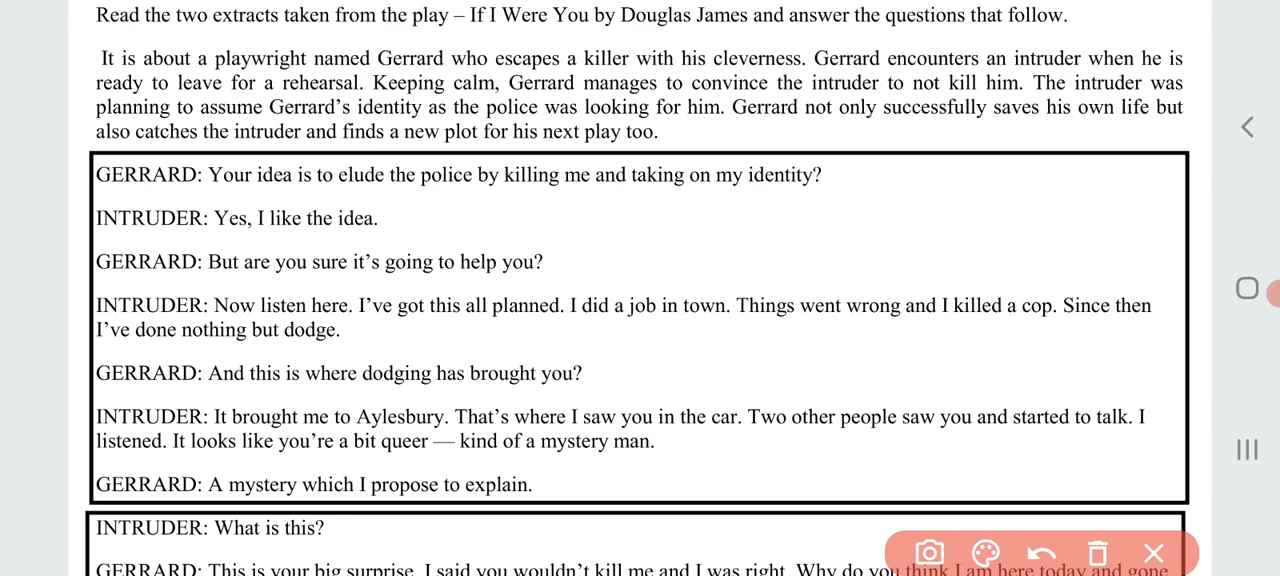 Read the two extracts taken from the play – If I Were You by Douglas James and answer the questions that follow.
It is about a playwright named Gerrard who escapes a killer with his cleverness. Gerrard encounters an intruder when he is
ready to leave for a rehearsal. Keeping calm, Gerrard manages to convince the intruder to not kill him. The intruder was
planning to assume Gerrard’s identity as the police was looking for him. Gerrard not only successfully saves his own life but
also catches the intruder and finds a new plot for his next play too.
GERRARD: Your idea is to elude the police by killing me and taking on my identity?
INTRUDER: Yes, I like the idea.
GERRARD: But are you sure it’s going to help you?
INTRUDER: Now listen here. I’ve got this all planned. I did a job in town. Things went wrong and I killed a cop. Since then
I’ve done nothing but dodge.
GERRARD: And this is where dodging has brought you?
INTRUDER: It brought me to Aylesbury. That’s where I saw you in the car. Two other people saw you and started to talk. I
listened. It looks like you’re a bit queer — kind of a mystery man.
GERRARD: A mystery which I propose to explain.
INTRUDER: What is this?
GERRARD: This is your big surprise. I said you wouldn’t kill me and I was right. Why do you think I am here today and gone